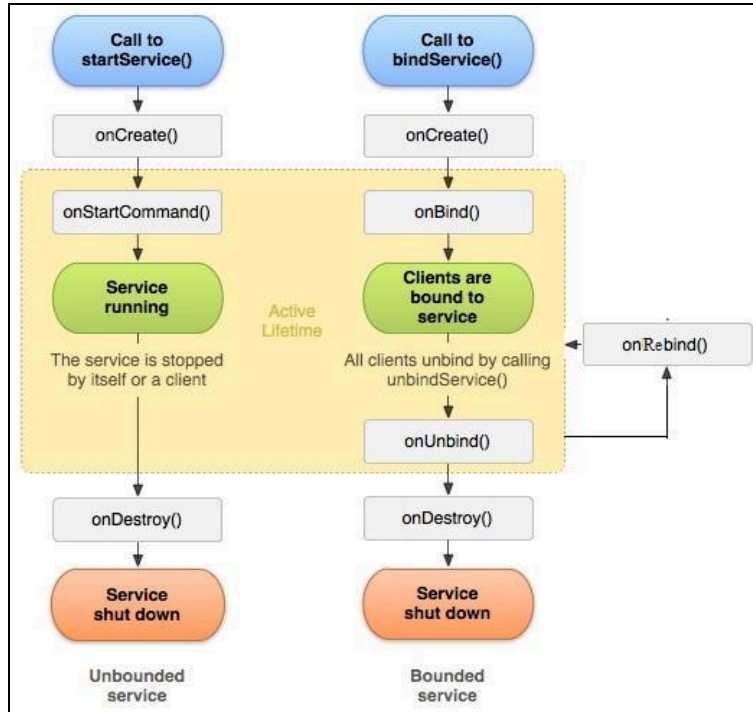 Call to
startService()
onCreate()
onStartCommand()
Service
running
The service is stopped
by itself or a client
onDestroy()
Service
shut down
Unbounded
service
Active
Lifetime
Call to
bindService()
onCreate()
onBind()
Clients are
bound to
service
All clients unbind by calling
unbindService()
onUnbind()
onDestroy()
Service
shut down
Bounded
service
onRebind()